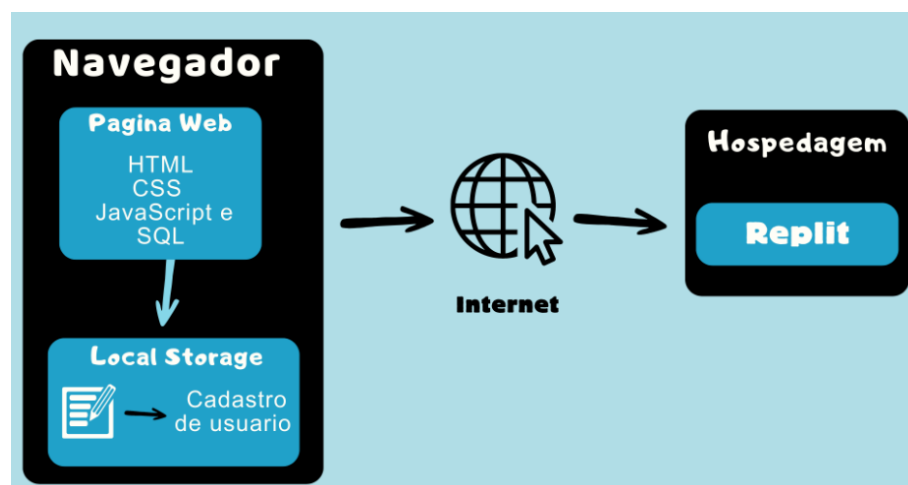 Navegador
Pagina Web
HTML
CSS
JavaScript e
SQL
Local Storage
Cadastro
de usuario
Internet
Hospedagem
Replit